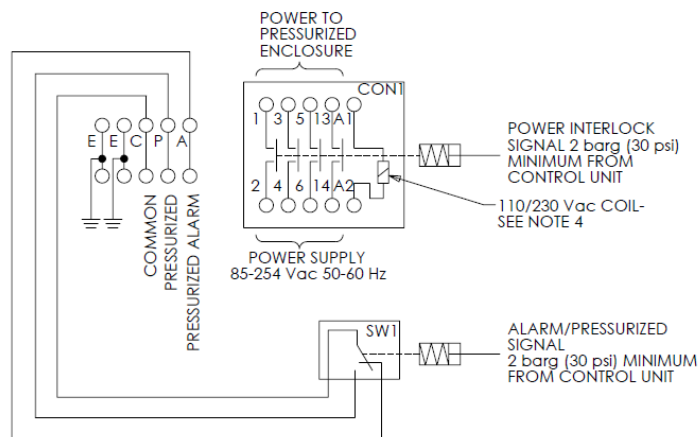 POWER TO
PRESSURIZED
ENCLOSURE
CON1
1 3 5 13 A1
E E C P A
POWER INTERLOCK
SIGNAL 2 barg (30 psi)
MINIMUM FROM
CONTROL UNIT
2 4 6 14 A2
110/230 Vac COIL-
SEE NOTE 4
COMMON
PRESSURIZED
PRESSURIZED ALARM
POWER SUPPLY
85-254 Vac 50-60 Hz
SW1
ALARM/PRESSURIZED
SIGNAL
2 barg (30 psi) MINIMUM
FROM CONTROL UNIT